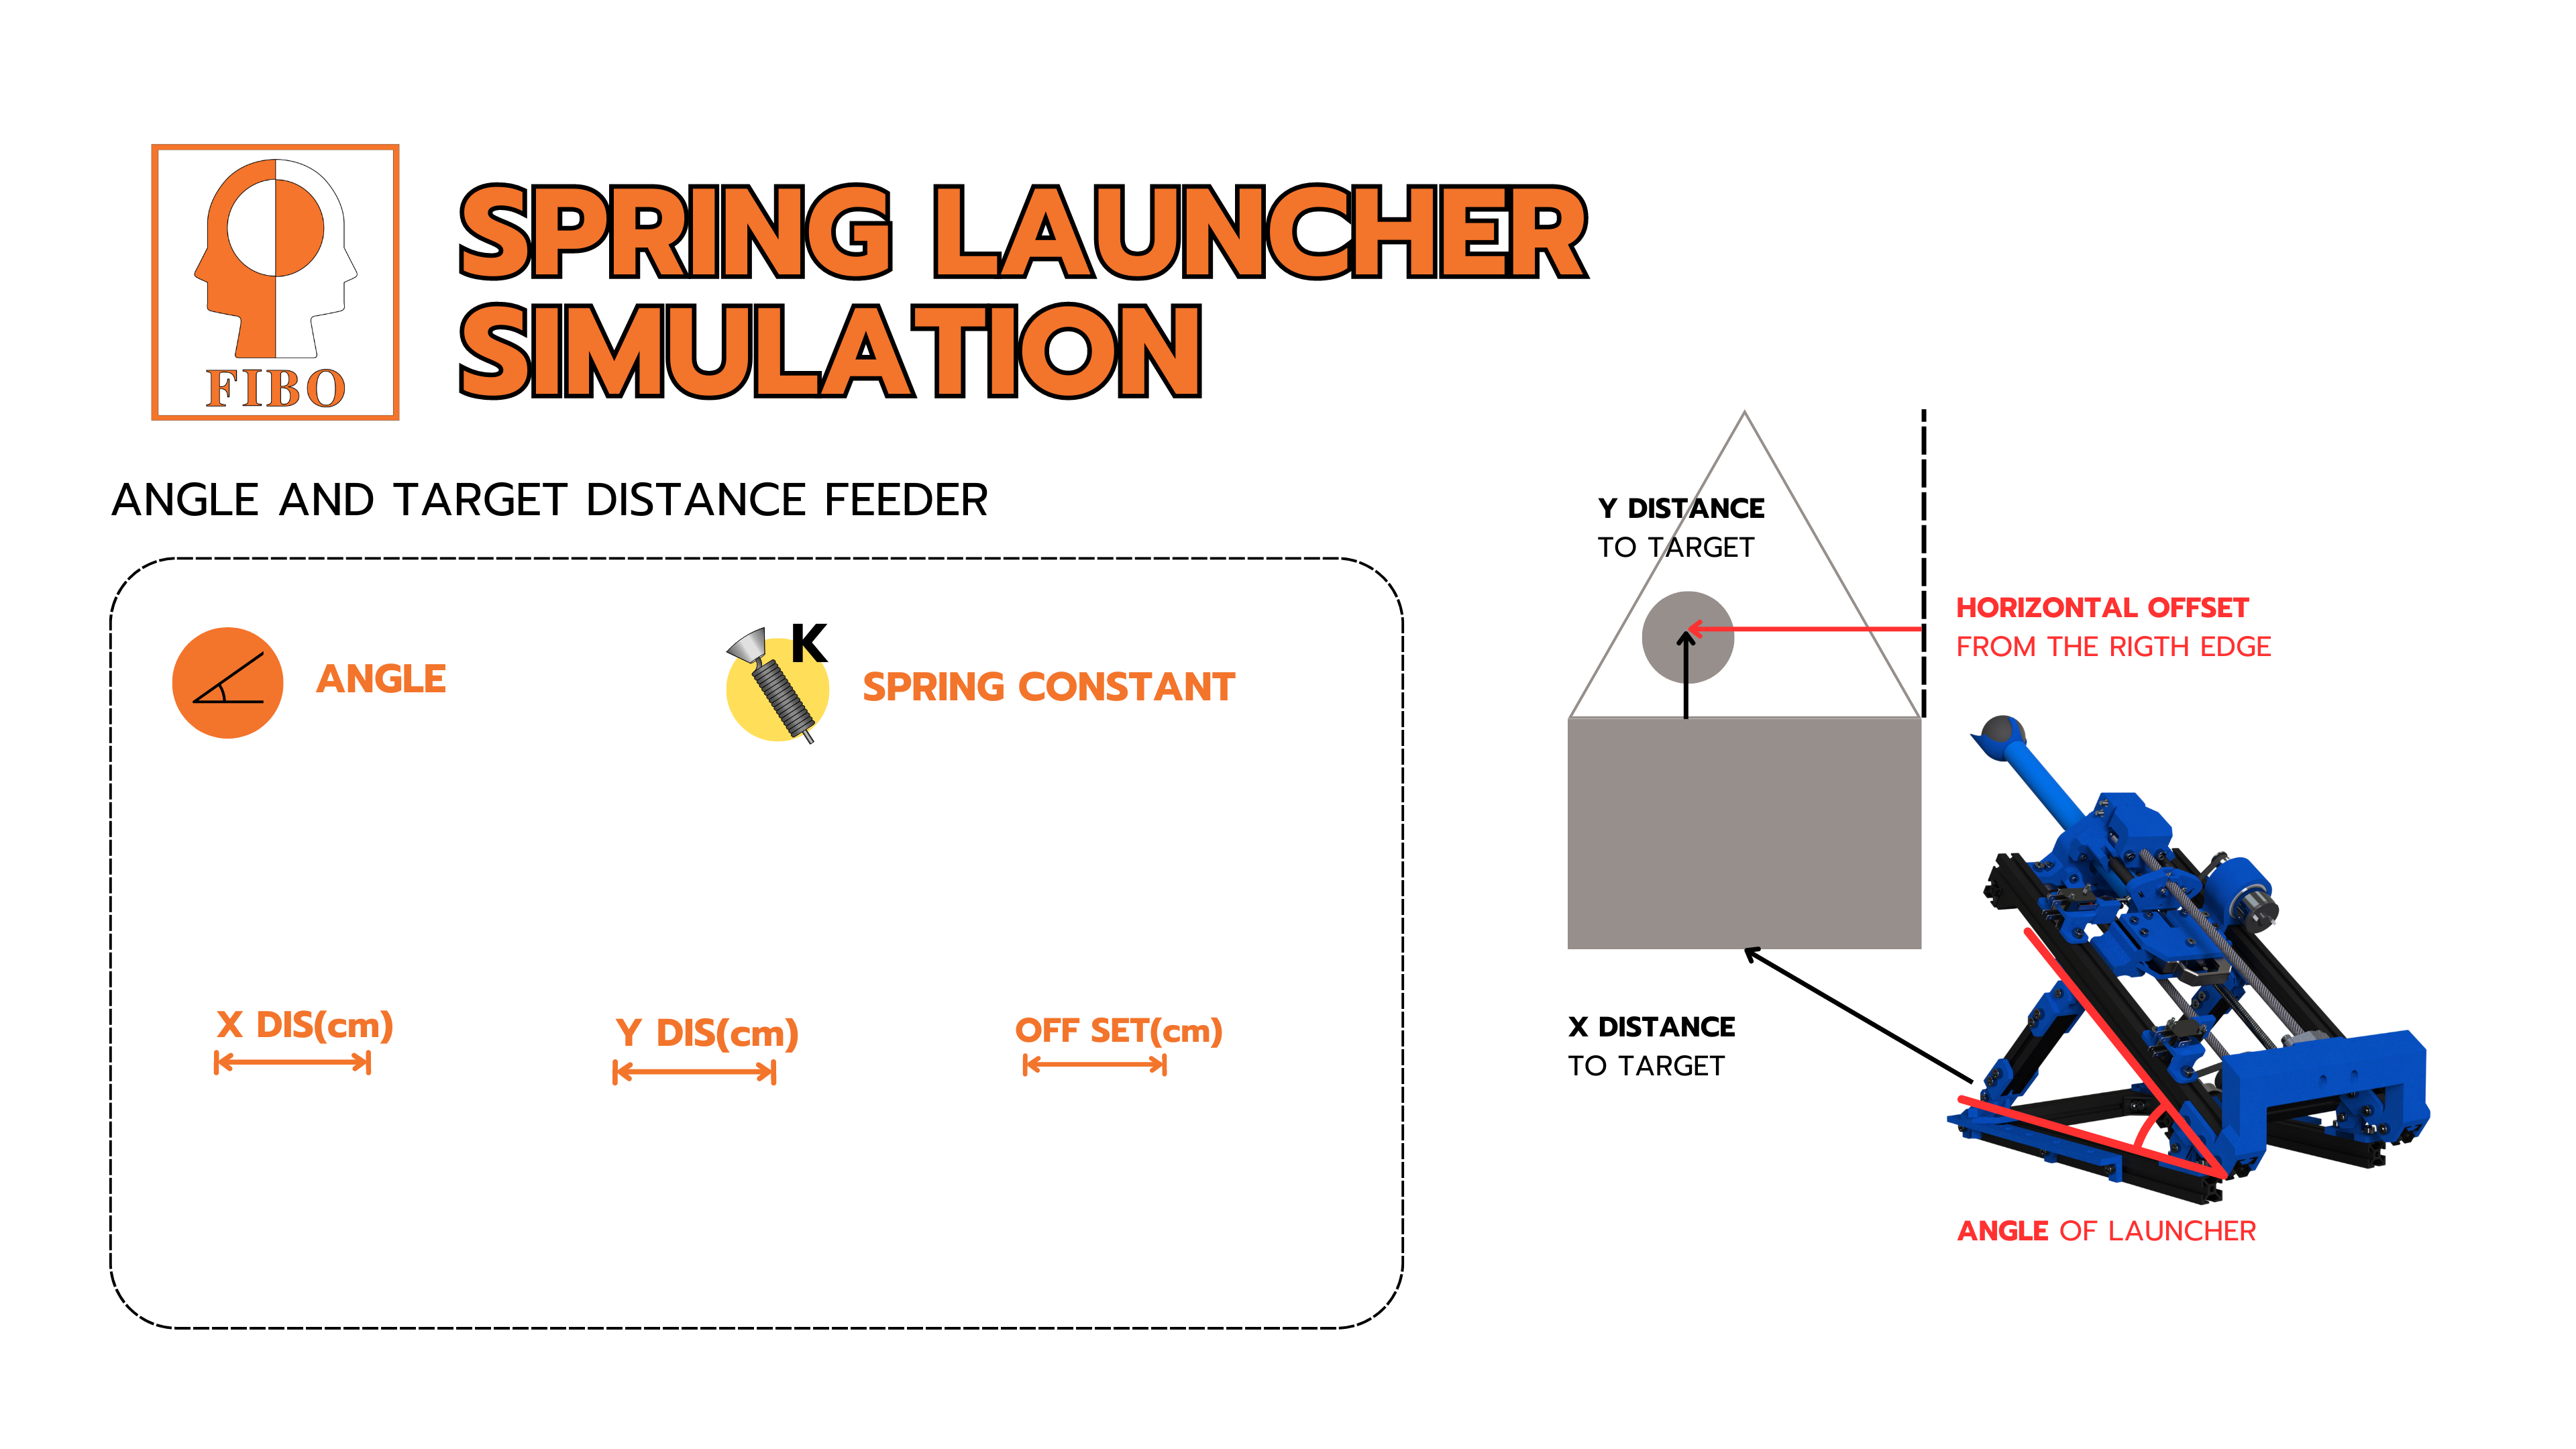 FIBO
SPRING LAUNCHER
SIMULATION
ANGLE AND TARGET DISTANCE FEEDER
ANGLE
K
SPRING CONSTANT
X DIS(cm)
Y DIS(cm)
OFF SET(cm)
Y DISTANCE
TO TARGET
HORIZONTAL OFFSET
FROM THE RIGTH EDGE
X DISTANCE
TO TARGET
ANGLE OF LAUNCHER